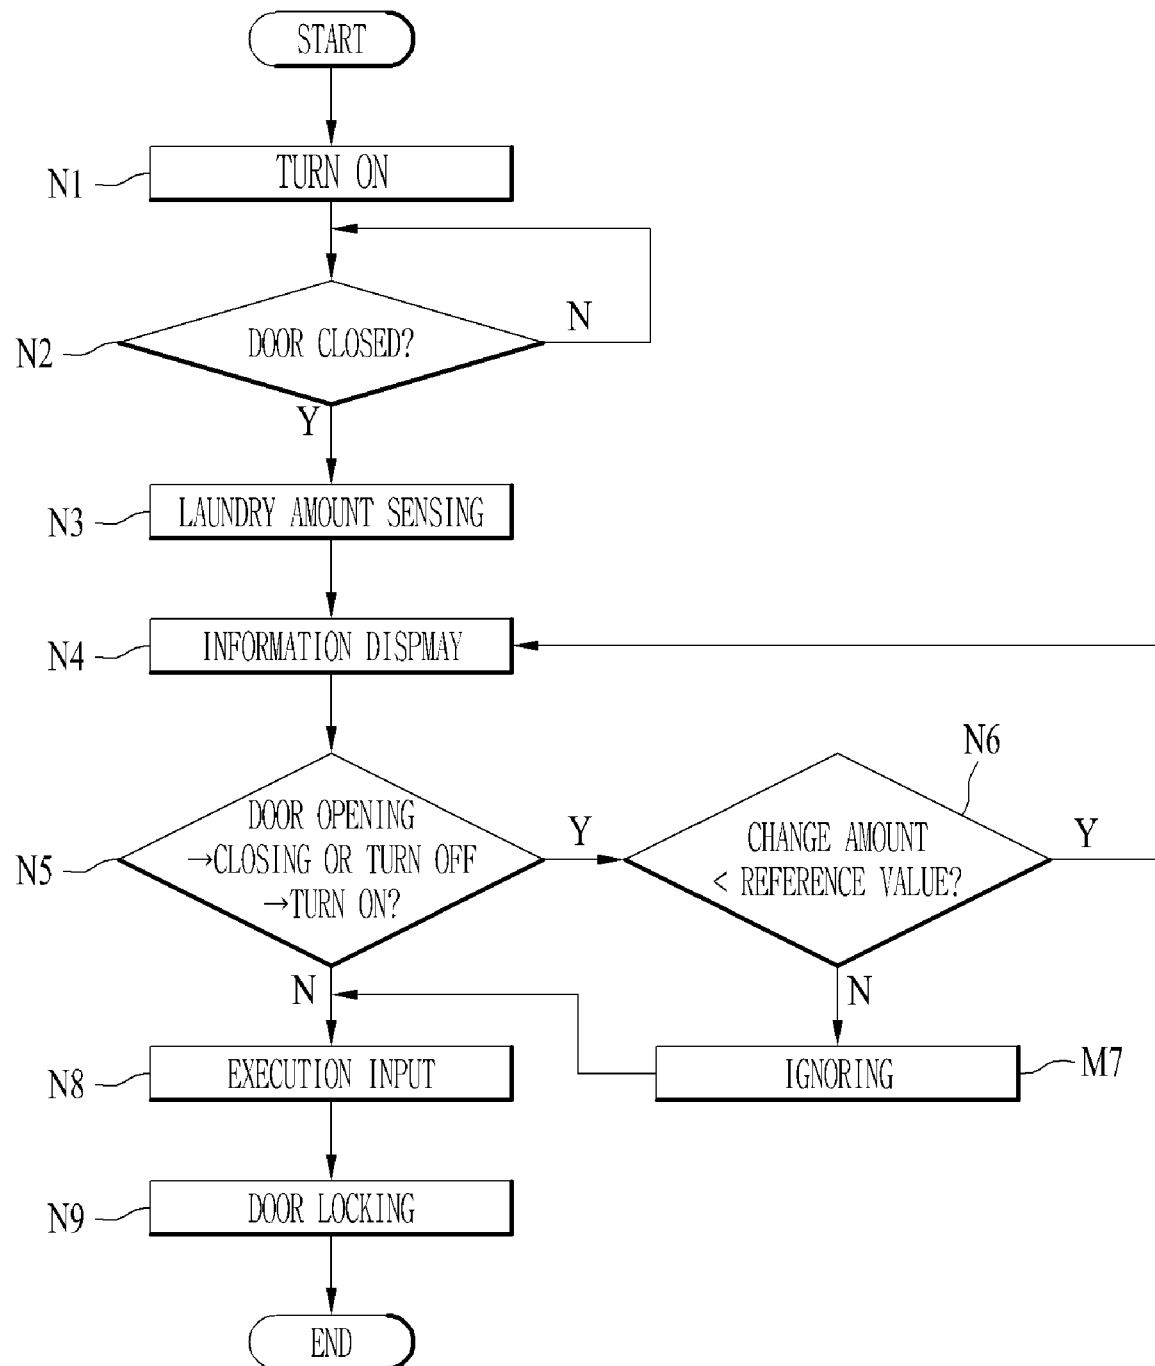 START
TURN ON
N1
N
DOOR CLOSED?
N2
Y
LAUNDRY AMOUNT SENSING
N3
INFORMATION DISPMAY
N4
N6
DOOR OPENING
→CLOSING OR TURN OFF
→TURN ON?
N5
Y
CHANGE AMOUNT
< REFERENCE VALUE?
Y
N
N
EXECUTION INPUT
N8
IGNORING
M7
DOOR LOCKING
N9
END